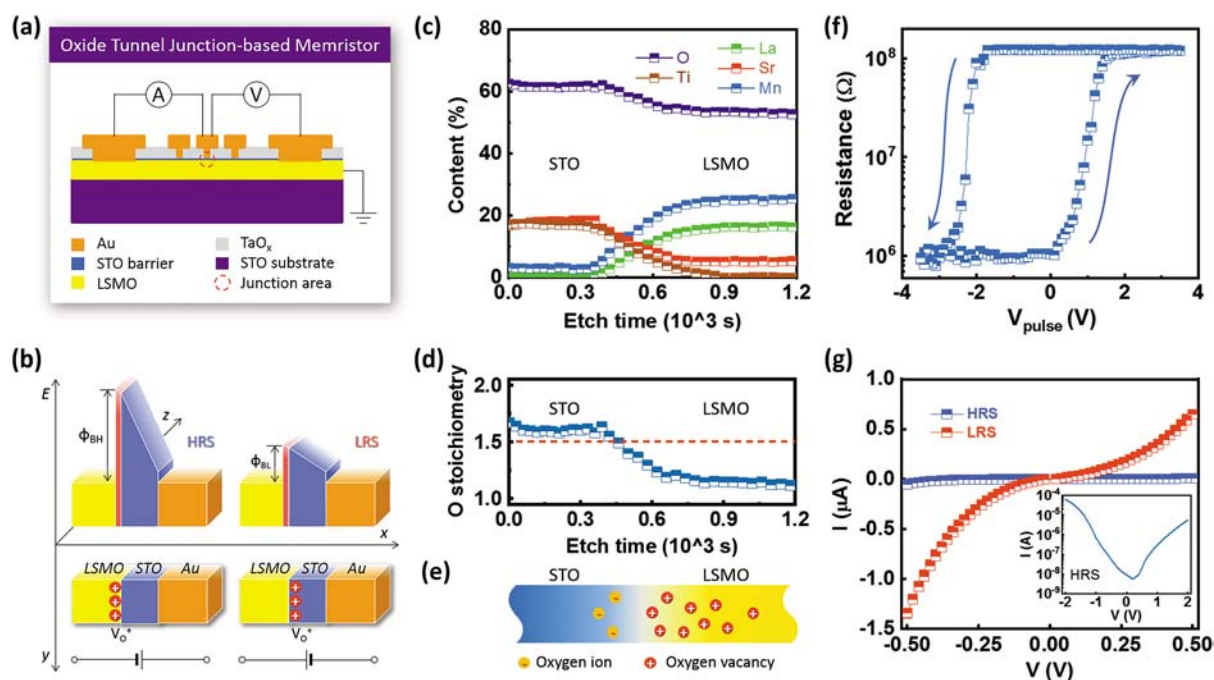 (a)
Oxide Tunnel Junction-based Memristor
A
V
Au
TaOx
STO barrier
STO substrate
LSMO
Junction area
(b)
E
z
ΦBH
HRS
ΦBL
LRS
x
LSMO STO Au
LSMO STO Au
VO+
VO+
y
(c)
80
60
40
20
0
Content (%)
O
Ti
La
Sr
Mn
STO
LSMO
0.0 0.3 0.6 0.9 1.2
Etch time (10^3 s)
(d)
2.0
1.5
1.0
O stoichiometry
STO
LSMO
0.0 0.3 0.6 0.9 1.2
Etch time (10^3 s)
(e)
STO
LSMO
Oxygen ion
Oxygen vacancy
(f)
10^8
10^7
10^6
Resistance (Ω)
-4 -2 0 2 4
Vpulse (V)
(g)
1.0
0.5
0.0
-0.5
-1.0
-1.5
I (μA)
HRS
LRS
10^-4
10^-5
10^-6
10^-7
10^-8
10^-9
I (A)
HRS
-2 -1 0 1 2
V (V)
-0.50 -0.25 0.00 0.25 0.50
V (V)